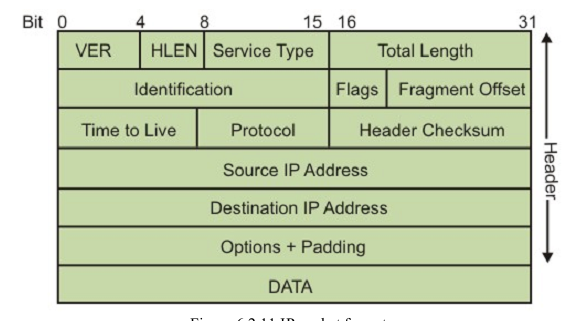 Bit 0 4 8 15 16 31
VER HLEN Service Type Total Length
Identification Flags Fragment Offset
Time to Live Protocol Header Checksum
Source IP Address
Destination IP Address
Options + Padding
DATA
Header